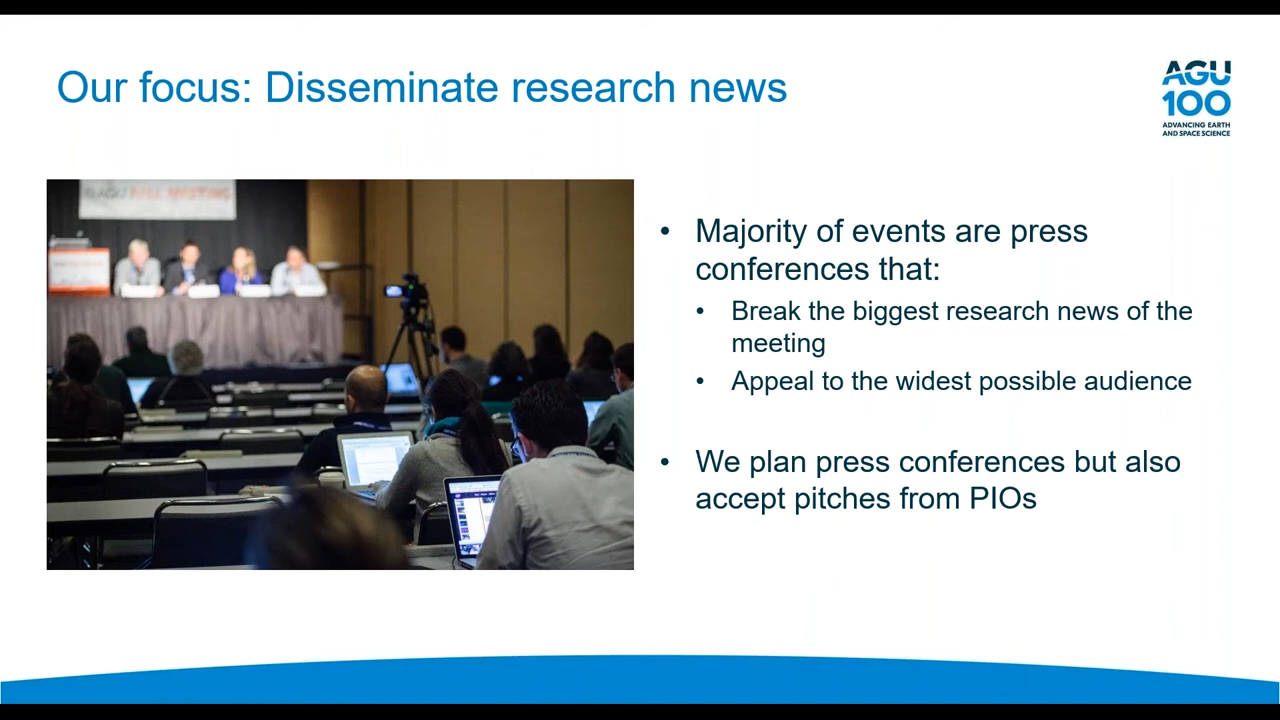 Our focus: Disseminate research news
AGU
100
ADVANCING EARTH
AND SPACE SCIENCE
• Majority of events are press
conferences that:
• Break the biggest research news of the
meeting
• Appeal to the widest possible audience
• We plan press conferences but also
accept pitches from PIOs